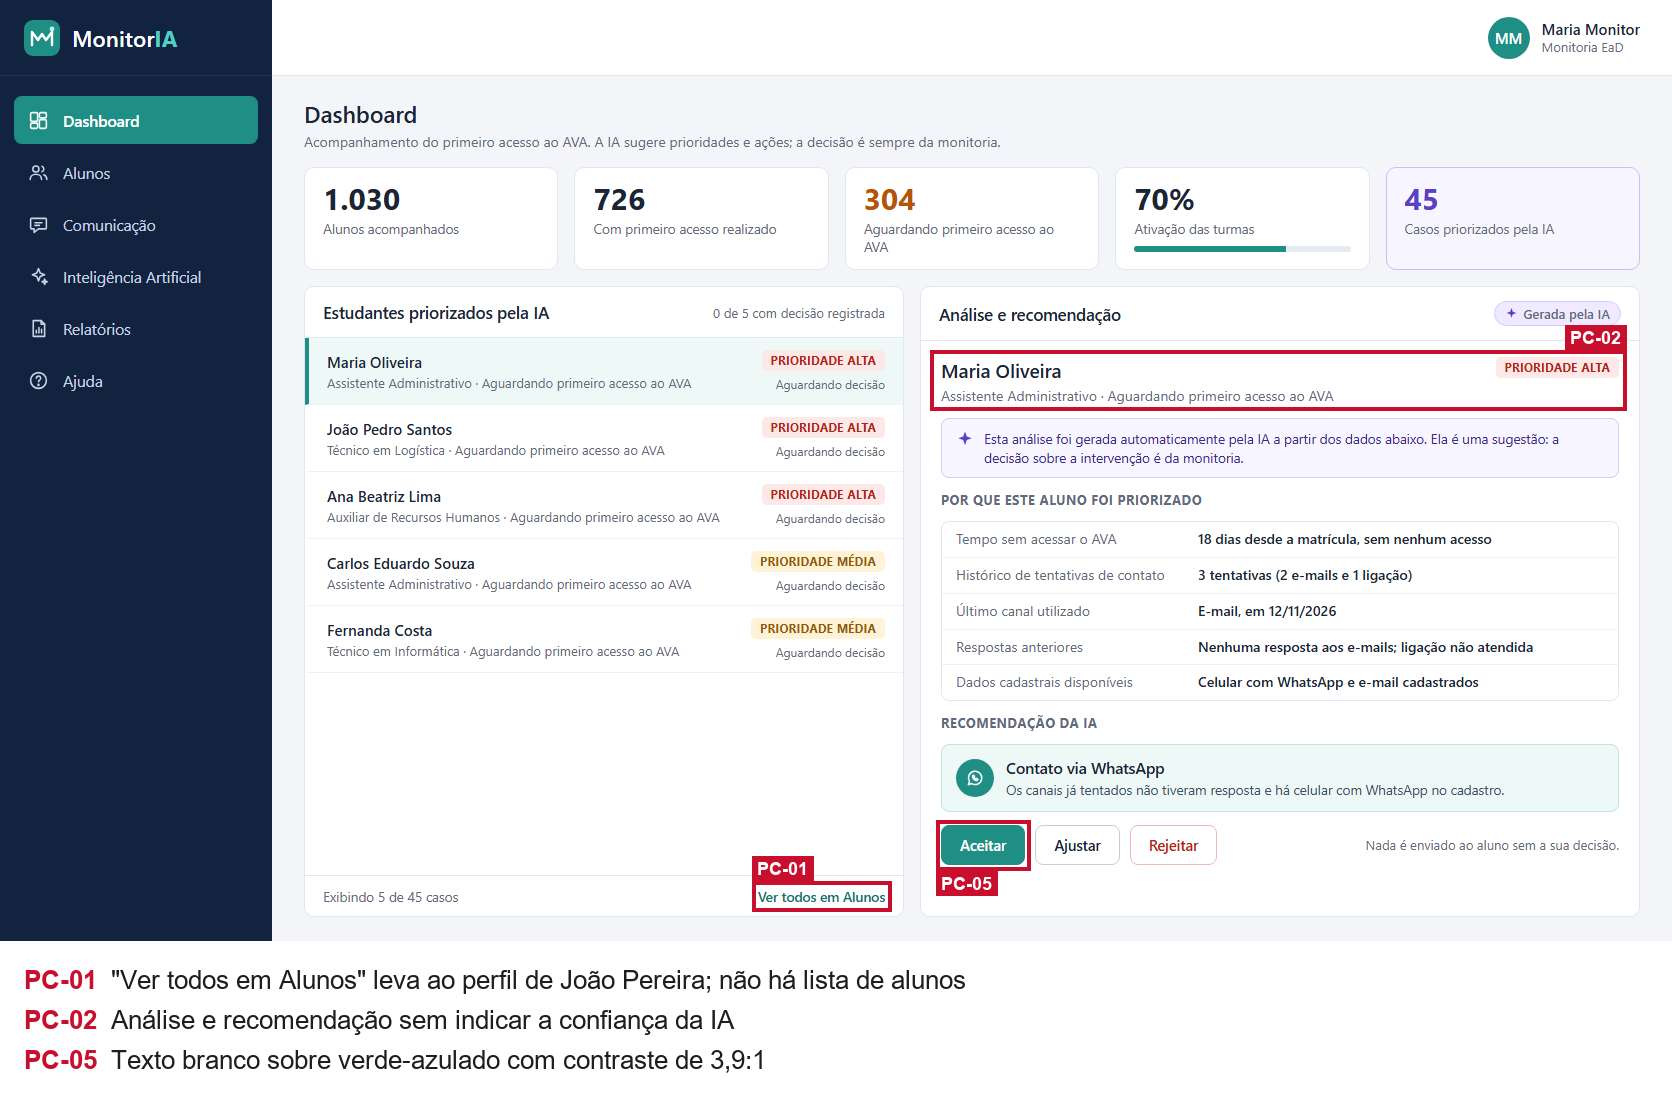 MonitorIA
MM
Maria Monitor
Monitoria EaD
Dashboard
Alunos
Comunicação
Inteligência Artificial
Relatórios
Ajuda
Dashboard
Acompanhamento do primeiro acesso ao AVA. A IA sugere prioridades e ações; a decisão é sempre da monitoria.
1.030
Alunos acompanhados
726
Com primeiro acesso realizado
304
Aguardando primeiro acesso ao
AVA
70%
Ativação das turmas
45
Casos priorizados pela IA
Estudantes priorizados pela IA
0 de 5 com decisão registrada
Maria Oliveira
PRIORIDADE ALTA
Assistente Administrativo · Aguardando primeiro acesso ao AVA
Aguardando decisão
João Pedro Santos
PRIORIDADE ALTA
Técnico em Logística · Aguardando primeiro acesso ao AVA
Aguardando decisão
Ana Beatriz Lima
PRIORIDADE ALTA
Auxiliar de Recursos Humanos · Aguardando primeiro acesso ao AVA
Aguardando decisão
Carlos Eduardo Souza
PRIORIDADE MÉDIA
Assistente Administrativo · Aguardando primeiro acesso ao AVA
Aguardando decisão
Fernanda Costa
PRIORIDADE MÉDIA
Técnico em Informática · Aguardando primeiro acesso ao AVA
Aguardando decisão
PC-01
Exibindo 5 de 45 casos
Ver todos em Alunos
Análise e recomendação
Gerada pela IA
PC-02
Maria Oliveira
PRIORIDADE ALTA
Assistente Administrativo · Aguardando primeiro acesso ao AVA
Esta análise foi gerada automaticamente pela IA a partir dos dados abaixo. Ela é uma sugestão: a
decisão sobre a intervenção é da monitoria.
POR QUE ESTE ALUNO FOI PRIORIZADO
Tempo sem acessar o AVA
18 dias desde a matrícula, sem nenhum acesso
Histórico de tentativas de contato
3 tentativas (2 e-mails e 1 ligação)
Último canal utilizado
E-mail, em 12/11/2026
Respostas anteriores
Nenhuma resposta aos e-mails; ligação não atendida
Dados cadastrais disponíveis
Celular com WhatsApp e e-mail cadastrados
RECOMENDAÇÃO DA IA
Contato via WhatsApp
Os canais já tentados não tiveram resposta e há celular com WhatsApp no cadastro.
Aceitar
Ajustar
Rejeitar
Nada é enviado ao aluno sem a sua decisão.
PC-05
PC-01 "Ver todos em Alunos" leva ao perfil de João Pereira; não há lista de alunos
PC-02 Análise e recomendação sem indicar a confiança da IA
PC-05 Texto branco sobre verde-azulado com contraste de 3,9:1